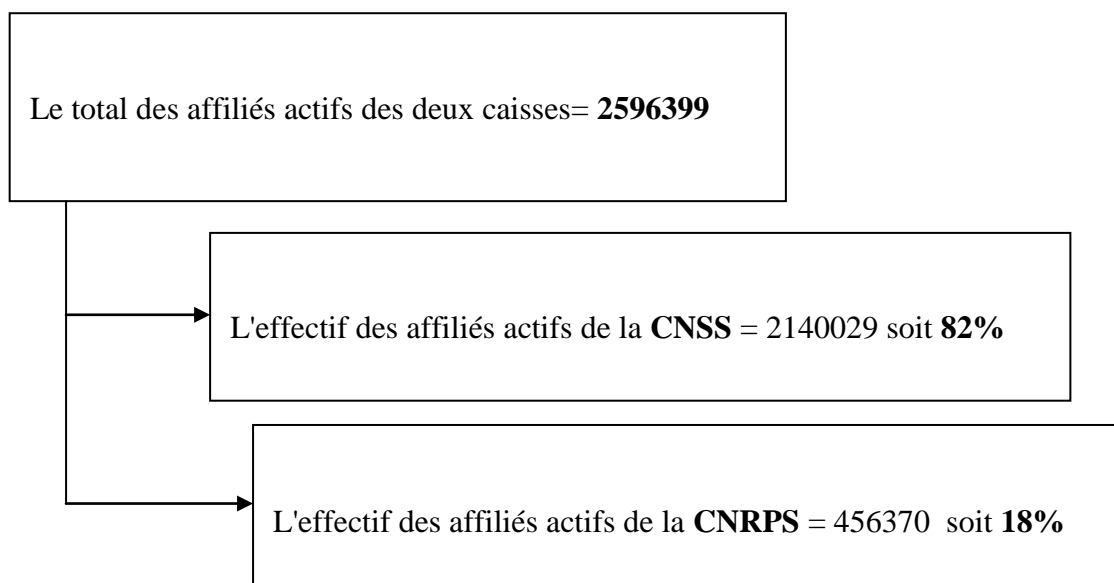 Le total des affiliés actifs des deux caisses= 2596399
L'effectif des affiliés actifs de la CNSS = 2140029 soit 82%
L'effectif des affiliés actifs de la CNRPS = 456370 soit 18%